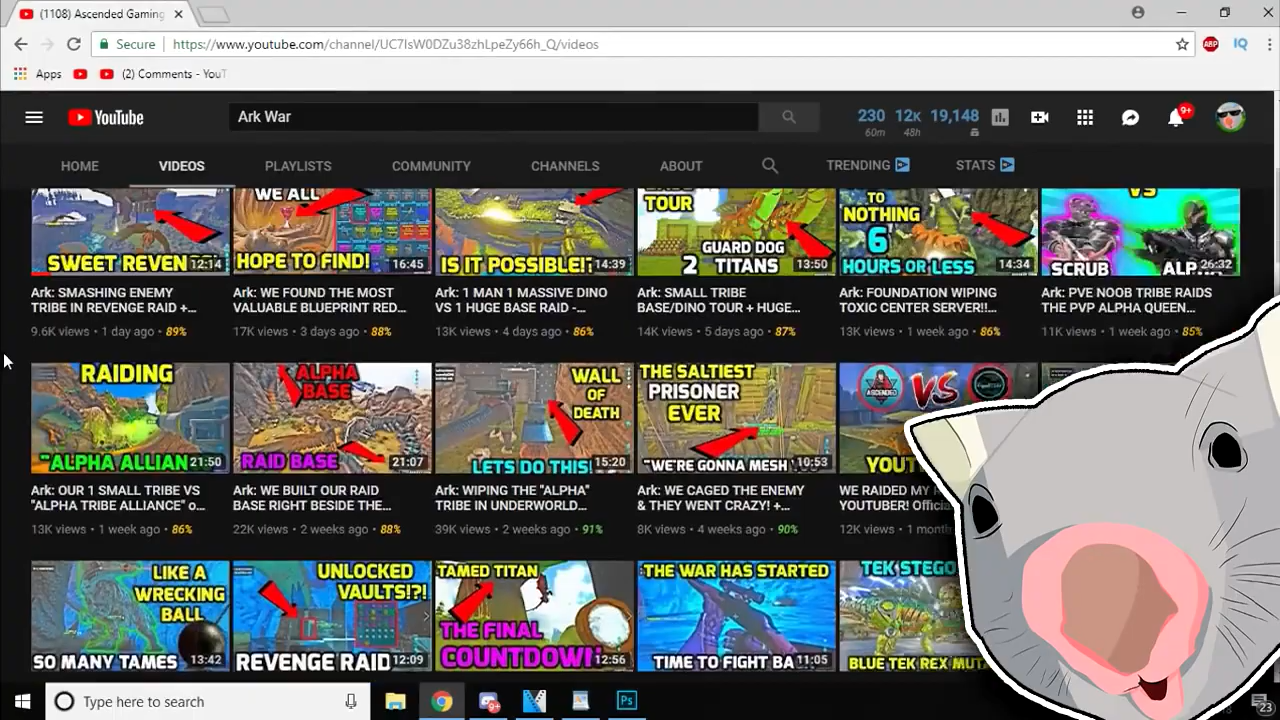 (1108) Ascended Gaming
Secure https://www.youtube.com/channel/UC7IsW0DZu38zhLpeZy66h_Q/videos
ABP IQ
Apps (2) Comments - YouT
YouTube Ark War 230 12K 19,148 9+
60m 48h
HOME VIDEOS PLAYLISTS COMMUNITY CHANNELS ABOUT TRENDING STATS
SWEET REVEN 12:14
WE ALL
HOPE TO FIND! 16:45
IS IT POSSIBLE! 14:39
TOUR
GUARD DOG
2 TITANS 13:50
TO
NOTHING
6
HOURS OR LESS 14:34
VS
SCRUB ALPH 26:32
Ark: SMASHING ENEMY
TRIBE IN REVENGE RAID +...
9.6K views • 1 day ago • 89%
Ark: WE FOUND THE MOST
VALUABLE BLUEPRINT RED...
17K views • 3 days ago • 88%
Ark: 1 MAN 1 MASSIVE DINO
VS 1 HUGE BASE RAID -...
13K views • 4 days ago • 86%
Ark: SMALL TRIBE
BASE/DINO TOUR + HUGE...
14K views • 5 days ago • 87%
Ark: FOUNDATION WIPING
TOXIC CENTER SERVER!!...
13K views • 1 week ago • 86%
Ark: PVE NOOB TRIBE RAIDS
THE PVP ALPHA QUEEN...
11K views • 1 week ago • 85%
RAIDING
"ALPHA ALLIAN 21:50
ALPHA
BASE
RAID BASE 21:07
WALL
OF
DEATH
LETS DO THIS! 15:20
THE SALTIEST
PRISONER
EVER
"WE'RE GONNA MESH 10:53
ASCENDED VS
YOUT
Ark: OUR 1 SMALL TRIBE VS
"ALPHA TRIBE ALLIANCE" o...
13K views • 1 week ago • 86%
Ark: WE BUILT OUR RAID
BASE RIGHT BESIDE THE...
22K views • 2 weeks ago • 88%
Ark: WIPING THE "ALPHA"
TRIBE IN UNDERWORLD...
39K views • 2 weeks ago • 91%
Ark: WE CAGED THE ENEMY
& THEY WENT CRAZY! +...
8K views • 4 weeks ago • 90%
WE RAIDED MY
YOUTUBER! Offici
12K views • 1 mon
LIKE A
WRECKING
BALL
SO MANY TAMES 13:42
UNLOCKED
VAULTS!?!
REVENGE RAID 12:09
TAMED TITAN
THE FINAL
COUNTDOWN! 12:56
THE WAR HAS STARTED
TIME TO FIGHT BA 11:05
TEK STEGO
BLUE TEK REX MUTA
Type here to search 9+ Ps 23